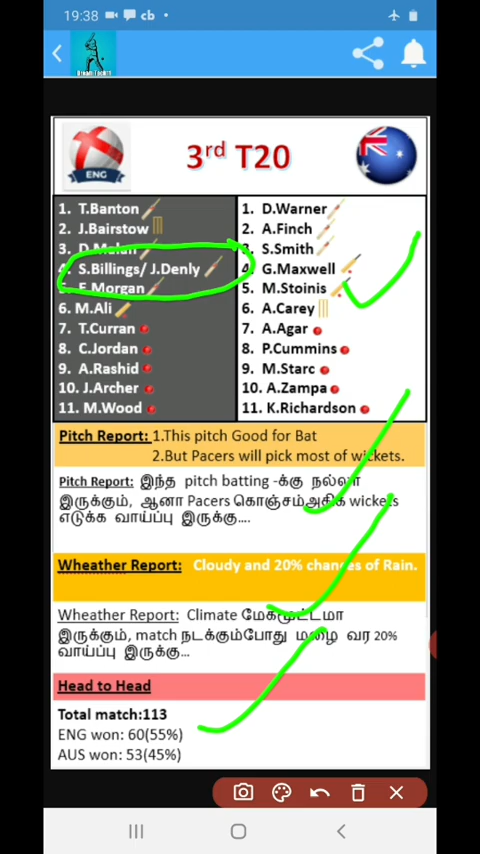 19:38 cb
Dream Tech11
3rd T20
ENG
1. T.Banton
2. J.Bairstow
3. D.Malan
4. S.Billings/ J.Denly
5. E.Morgan
6. M.Ali
7. T.Curran
8. C.Jordan
9. A.Rashid
10. J.Archer
11. M.Wood
1. D.Warner
2. A.Finch
3. S.Smith
4. G.Maxwell
5. M.Stoinis
6. A.Carey
7. A.Agar
8. P.Cummins
9. M.Starc
10. A.Zampa
11. K.Richardson
Pitch Report: 1.This pitch Good for Bat
2.But Pacers will pick most of wickets.
Pitch Report: இந்த pitch batting -க்கு நல்லா
இருக்கும், ஆனா Pacers கொஞ்சம்அதிக wickets
எடுக்க வாய்ப்பு இருக்கு....
Wheather Report: Cloudy and 20% chances of Rain.
Wheather Report: Climate மேகமூட்டமா
இருக்கும், match நடக்கும்போது மழை வர 20%
வாய்ப்பு இருக்கு...
Head to Head
Total match:113
ENG won: 60(55%)
AUS won: 53(45%)